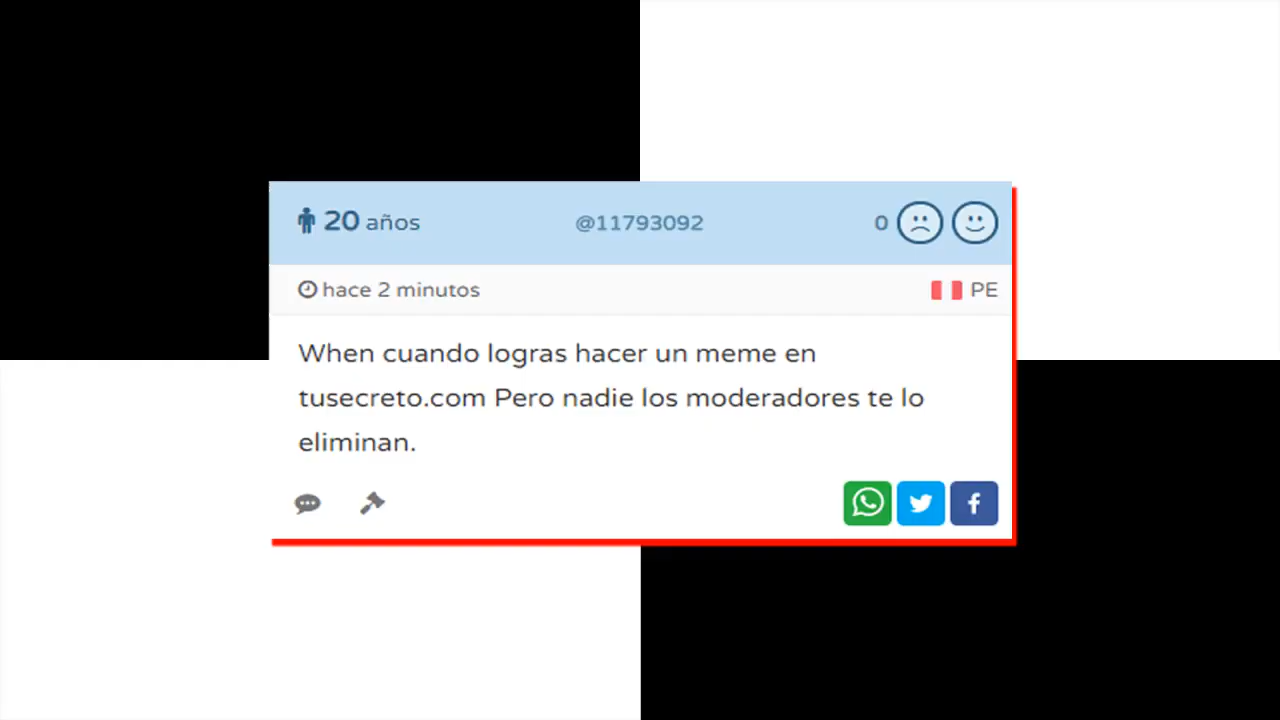 20 años @11793092 0
hace 2 minutos PE
When cuando logras hacer un meme en
tusecreto.com Pero nadie los moderadores te lo
eliminan.